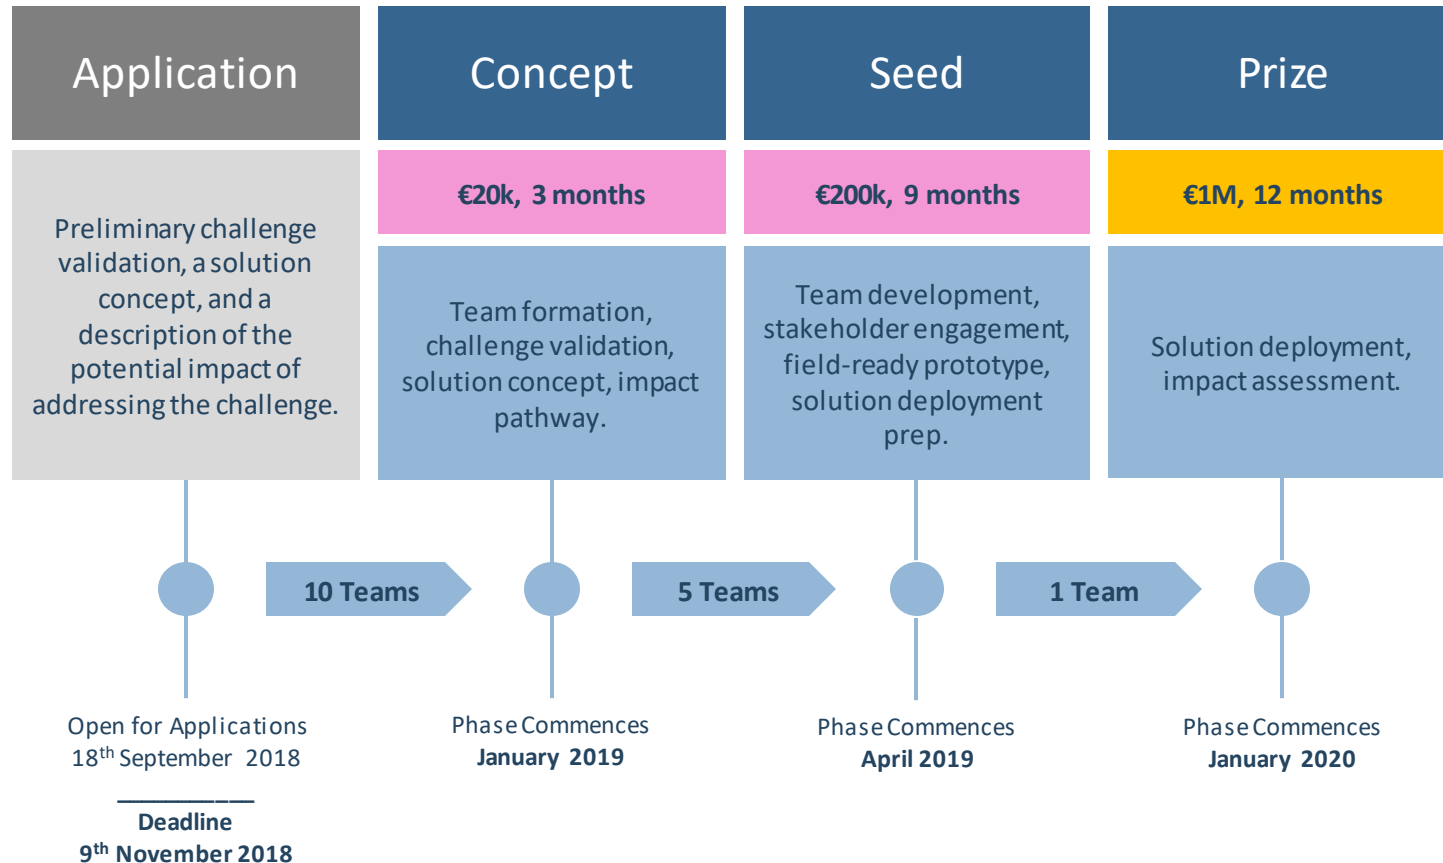 Application
Preliminary challenge
validation, a solution
concept, and a
description of the
potential impact of
addressing the challenge.
Concept
€20k, 3 months
Team formation,
challenge validation,
solution concept, impact
pathway.
Seed
€200k, 9 months
Team development,
stakeholder engagement,
field-ready prototype,
solution deployment
prep.
Prize
€1M, 12 months
Solution deployment,
impact assessment.
10 Teams
5 Teams
1 Team
Open for Applications
18th September 2018
___________
Deadline
9th November 2018
Phase Commences
January 2019
Phase Commences
April 2019
Phase Commences
January 2020